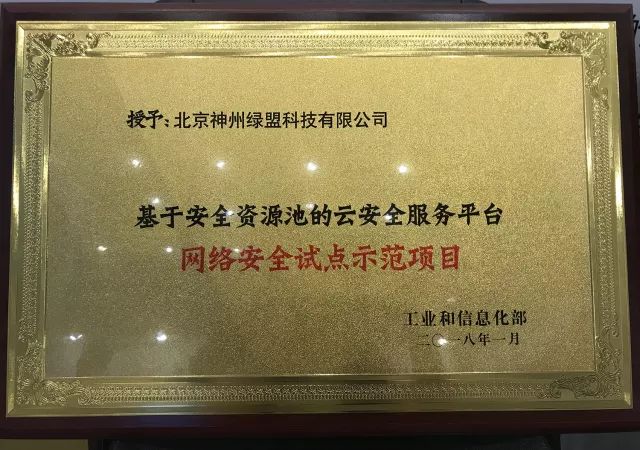 授予：北京神州绿盟科技有限公司
基于安全资源池的云安全服务平台
网络安全试点示范项目
工业和信息化部
二〇一八年一月